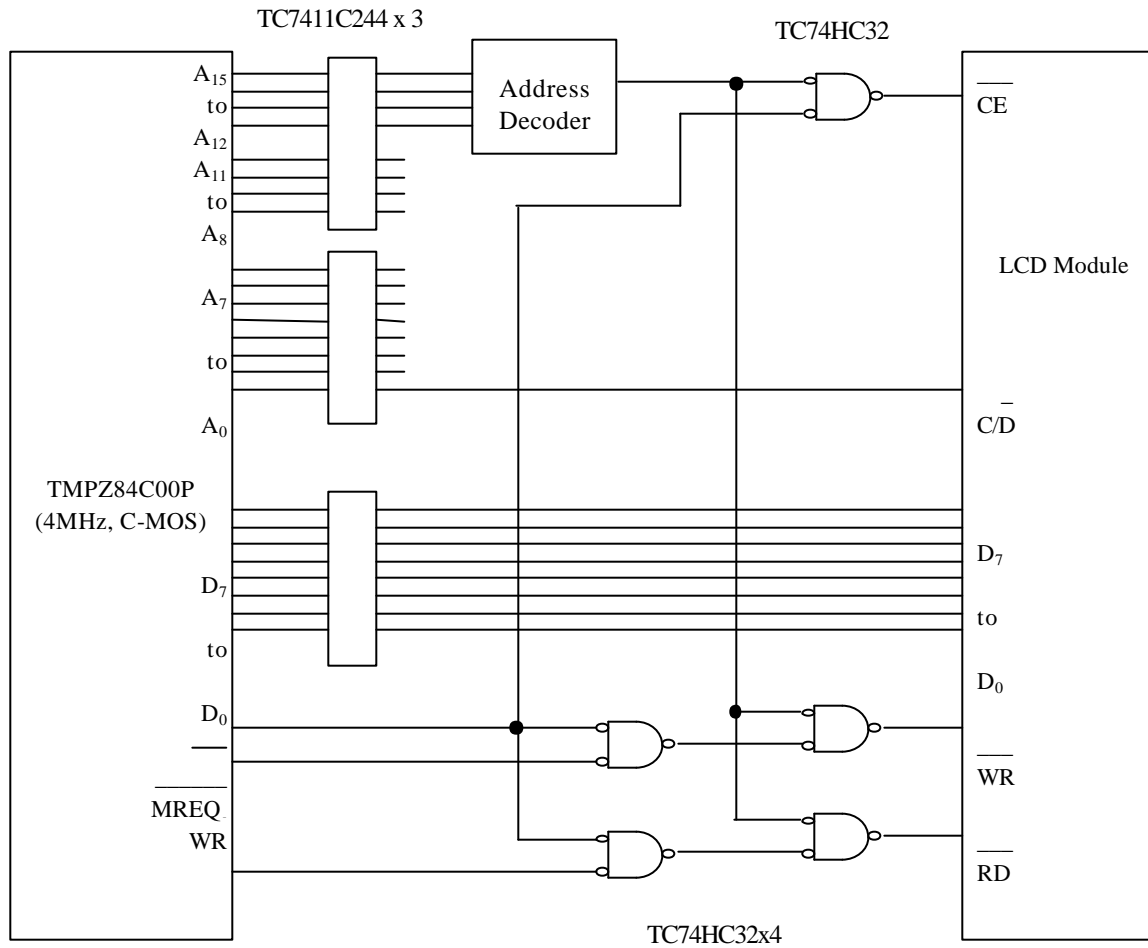 TC7411C244 x 3
TC74HC32
A₁₅
to
A₁₂
A₁₁
to
A₈
A₇
to
A₀
TMPZ84C00P
(4MHz, C-MOS)
D₇
to
D₀
MREQ
WR
Address
Decoder
CE
LCD Module
C/D
D₇
to
D₀
WR
RD
TC74HC32x4